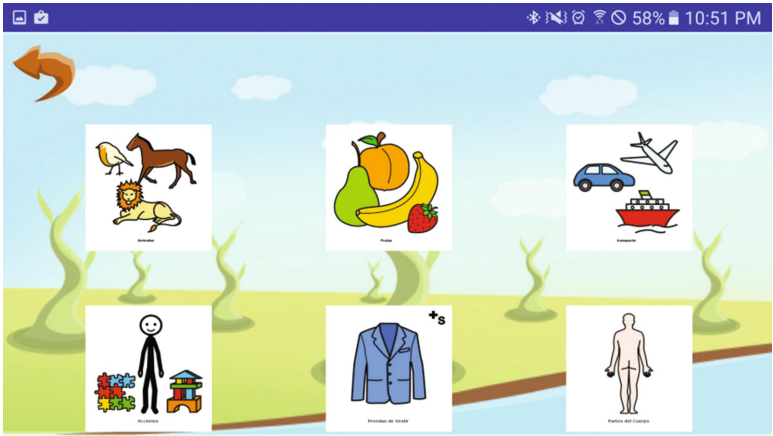 58% 10:51 PM
Animales
Frutas
transporte
+s
Acciones
Prendas de Vestir
Partes del Cuerpo